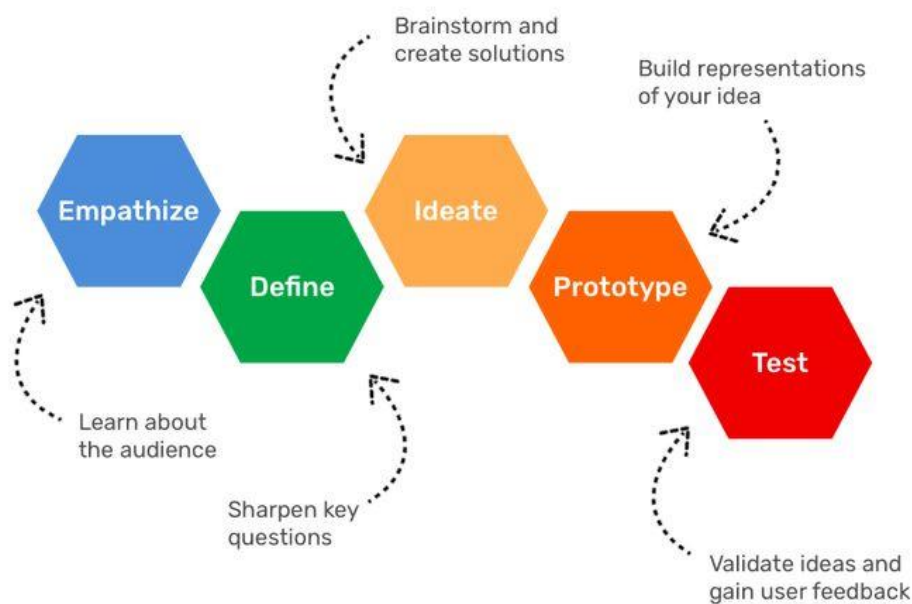 Brainstorm and
create solutions
Build representations
of your idea
Empathize
Ideate
Define
Prototype
Test
Learn about
the audience
Sharpen key
questions
Validate ideas and
gain user feedback